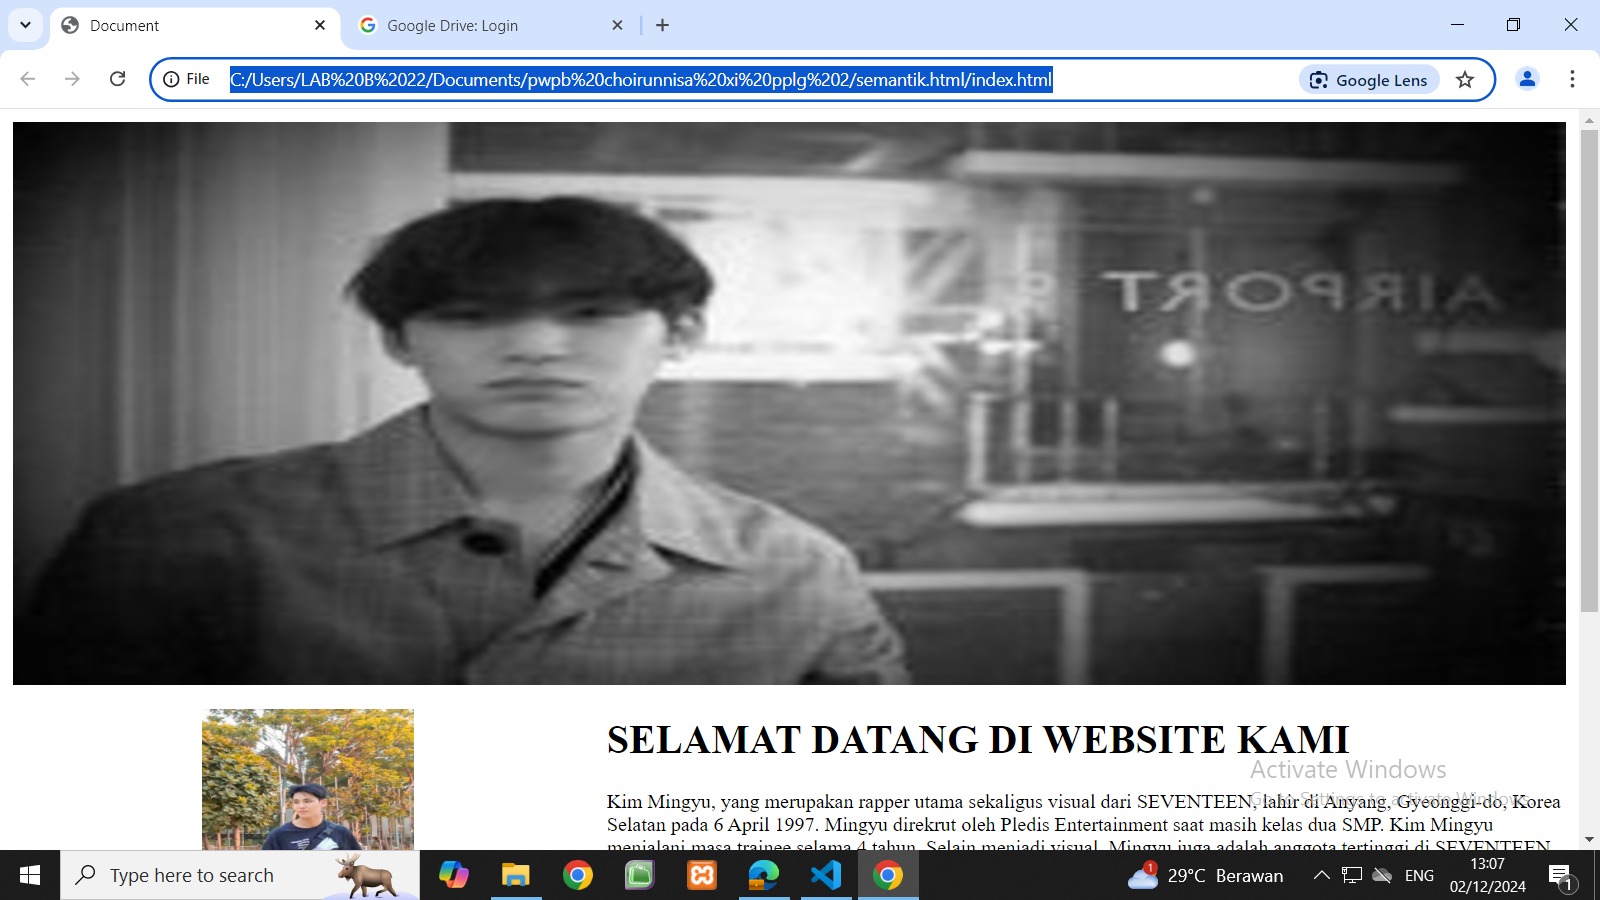 Document
Google Drive: Login
File
C:/Users/LAB%20B%2022/Documents/pwpb%20choirunnisa%20xi%20pplg%202/semantik.html/index.html
Google Lens
AIRPORT
SELAMAT DATANG DI WEBSITE KAMI
Activate Windows
Go to Settings to activate Windows.
Kim Mingyu, yang merupakan rapper utama sekaligus visual dari SEVENTEEN, lahir di Anyang, Gyeonggi-do, Korea
Selatan pada 6 April 1997. Mingyu direkrut oleh Pledis Entertainment saat masih kelas dua SMP. Kim Mingyu
menjalani masa trainee selama 4 tahun. Selain menjadi visual, Mingyu juga adalah anggota tertinggi di SEVENTEEN
Type here to search
1
29°C Berawan
ENG
13:07
02/12/2024
1